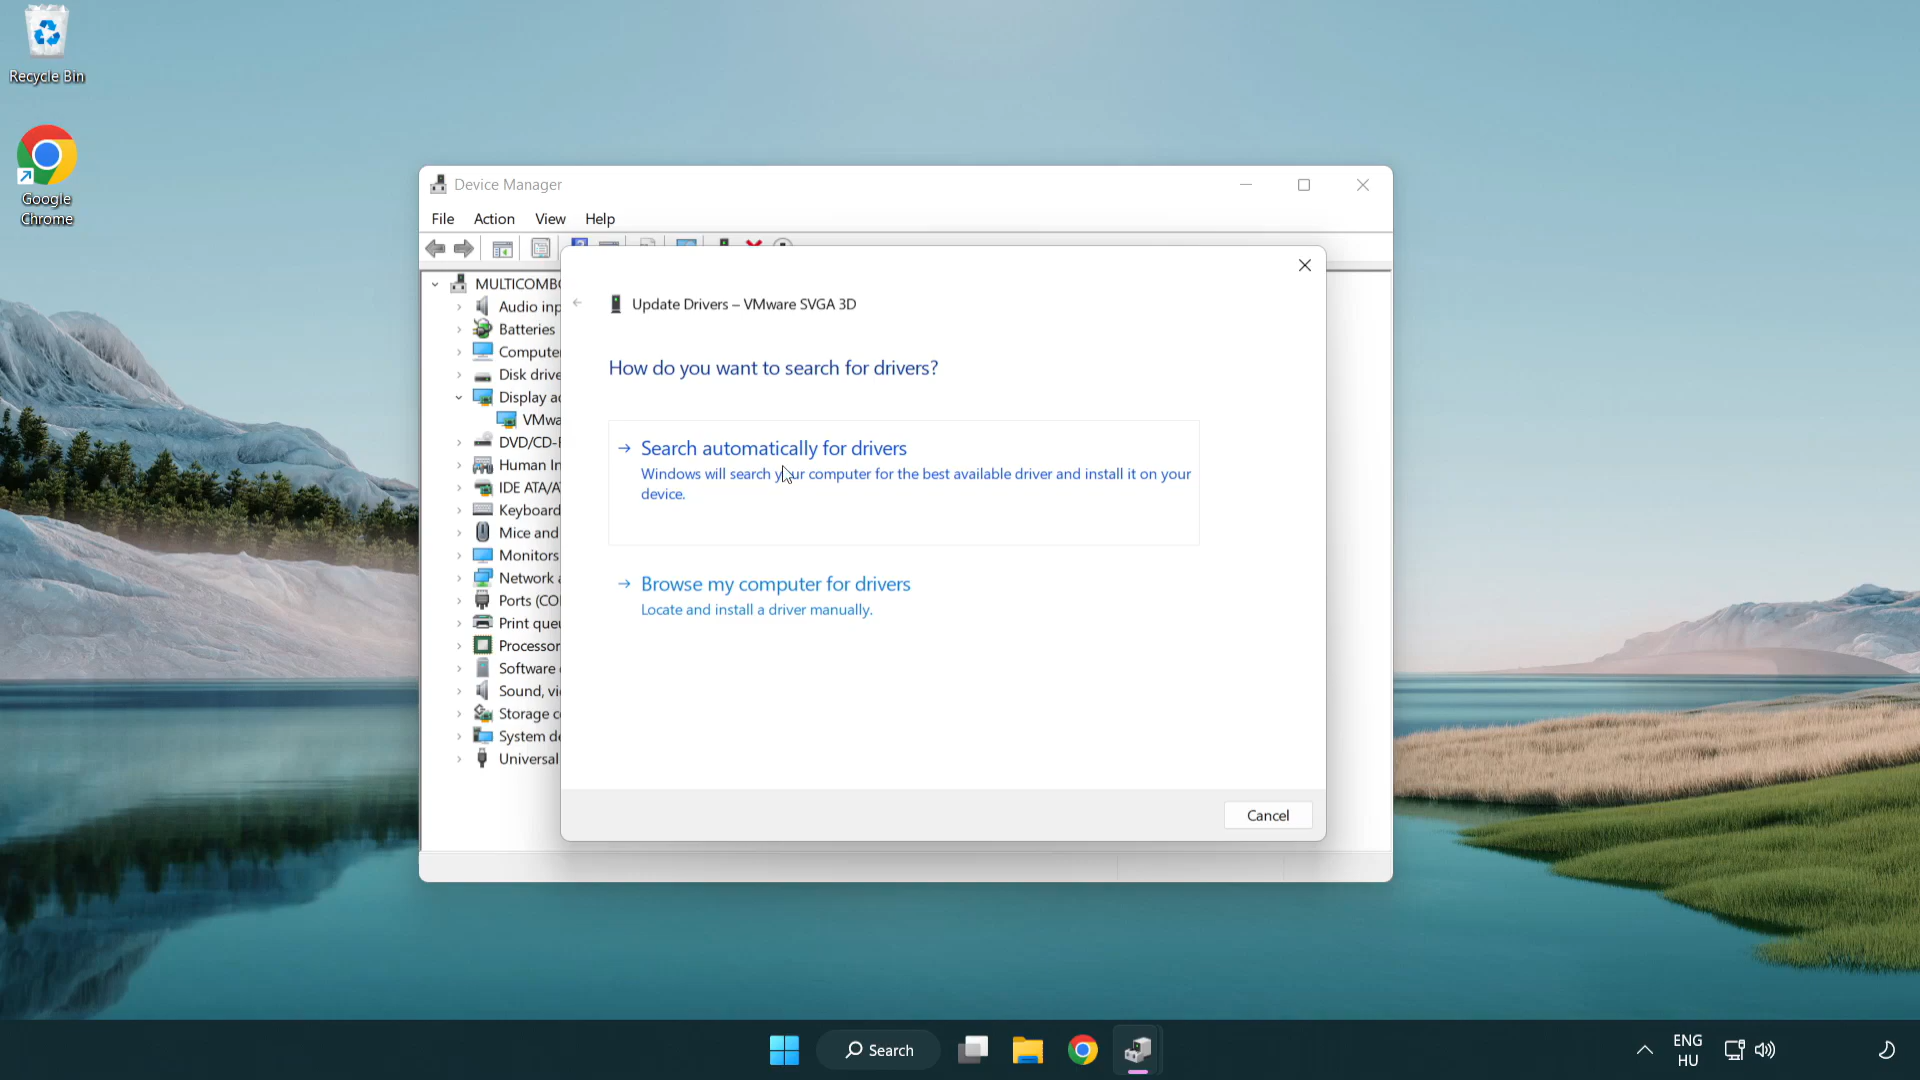 Recycle Bin
Google
Chrome
Device Manager
File Action View Help
MULTICOMBO
Audio inp
Batteries
Compute
Disk drive
Display a
VMwa
DVD/CD-
Human In
IDE ATA/A
Keyboard
Mice and
Monitors
Network a
Ports (CO
Print que
Processor
Software
Sound, vi
Storage c
System de
Universal
Update Drivers – VMware SVGA 3D
How do you want to search for drivers?
Search automatically for drivers
Windows will search your computer for the best available driver and install it on your
device.
Browse my computer for drivers
Locate and install a driver manually.
Cancel
Search
ENG
HU